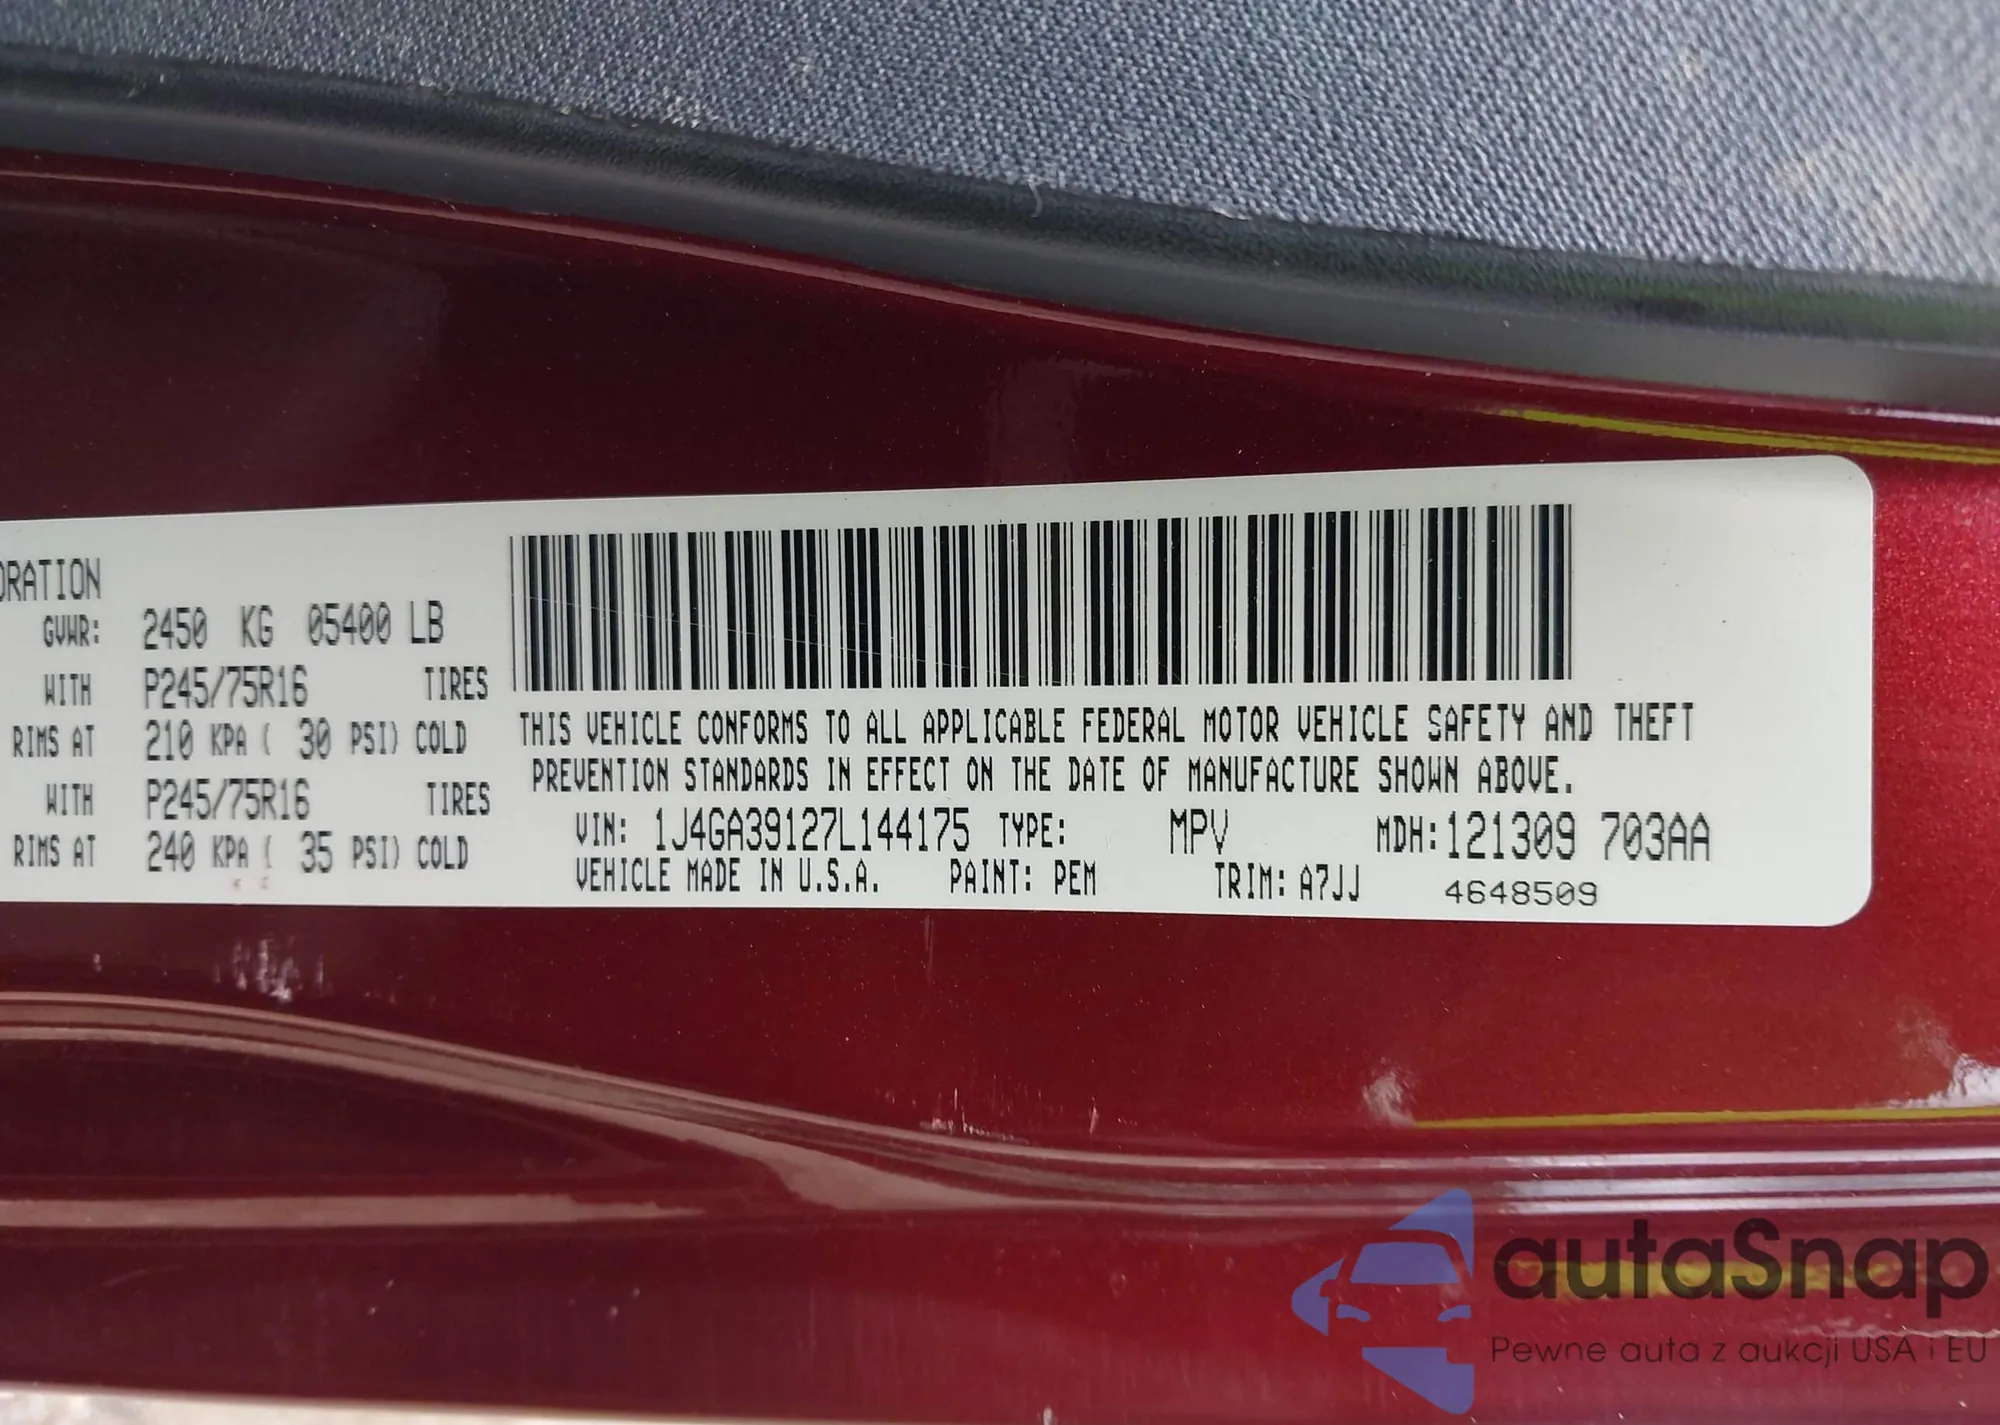 ORATION
GVWR: 2450 KG 05400 LB
WITH P245/75R16 TIRES
RIMS AT 210 KPA ( 30 PSI) COLD
WITH P245/75R16 TIRES
RIMS AT 240 KPA ( 35 PSI) COLD
THIS VEHICLE CONFORMS TO ALL APPLICABLE FEDERAL MOTOR VEHICLE SAFETY AND THEFT
PREVENTION STANDARDS IN EFFECT ON THE DATE OF MANUFACTURE SHOWN ABOVE.
VIN: 1J4GA39127L144175 TYPE: MPV MDH:121309 703AA
VEHICLE MADE IN U.S.A. PAINT: PEM TRIM: A7JJ 4648509
autaSnap
Pewne auta z aukcji USA i EU